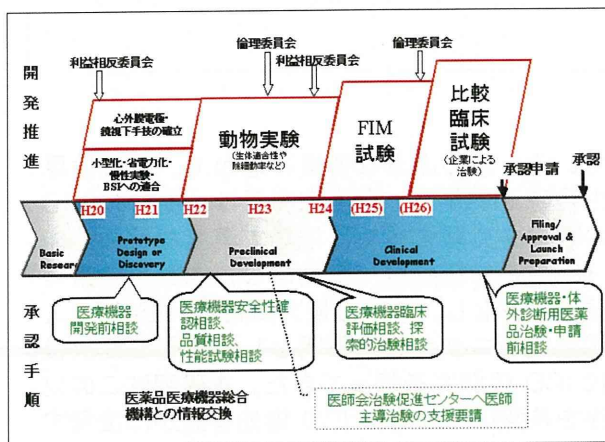 開発推進
倫理委員会
倫理委員会
利益相反委員会
利益相反委員会
心外膜電極・
鏡視下手技の確立
小型化・省電力化・
慢性実験・
BSIへの適合
動物実験
(生体適合性や
除細動率など)
FIM
試験
比較
臨床
試験
(企業による
治験)
承認申請
承認
H20
H21
H22
H23
H24
(H25)
(H26)
Basic
Resear
Prototype
Design or
Discovery
Preclinical
Development
Clinical
Development
Filing/
Approval &
Launch
Preparation
承認手順
医療機器
開発前相談
医療機器安全性確
認相談、
品質相談、
性能試験相談
医療機器臨床
評価相談、探
索的治験相談
医療機器・体
外診断用医薬
品治験・申請
前相談
医薬品医療機器総合
機構との情報交換
医師会治験促進センターへ医師
主導治験の支援要請